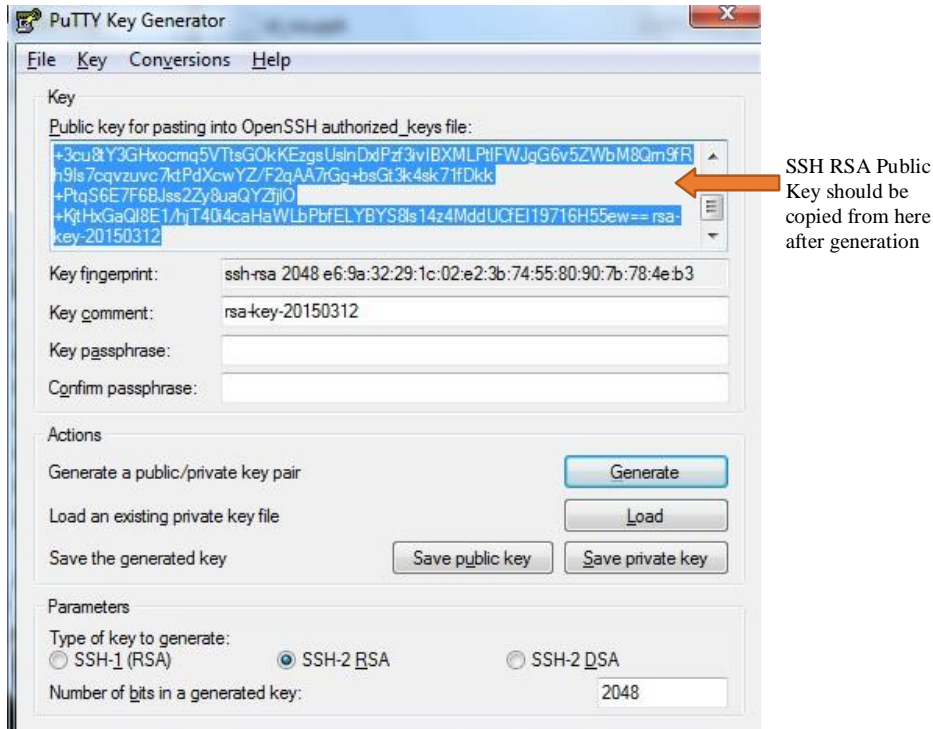 PuTTY Key Generator
File Key Conversions Help
Key
Public key for pasting into OpenSSH authorized_keys file:
+3cu8tY3GHxocmq5VTtsGOkKEzgsUslnDxlPzf3ivIBXMLPtlFWJgG6v5ZWbM8Qm9fR
h9ls7cqvzuvc7ktPdXcwYZ/F2qAA7rGq+bsGt3k4sk71fDkk
+PtqS6E7F6BJss2Zy8uaQYZfjlO
+KjtHxGaQI8E1/hjT40i4caHaWLbPbfELYBYS8ls14z4MddUCfEI19716H55ew== rsa-
key-20150312
SSH RSA Public
Key should be
copied from here
after generation
Key fingerprint: ssh-rsa 2048 e6:9a:32:29:1c:02:e2:3b:74:55:80:90:7b:78:4e:b3
Key comment: rsa-key-20150312
Key passphrase:
Confirm passphrase:
Actions
Generate a public/private key pair Generate
Load an existing private key file Load
Save the generated key Save public key Save private key
Parameters
Type of key to generate:
SSH-1 (RSA) SSH-2 RSA SSH-2 DSA
Number of bits in a generated key: 2048